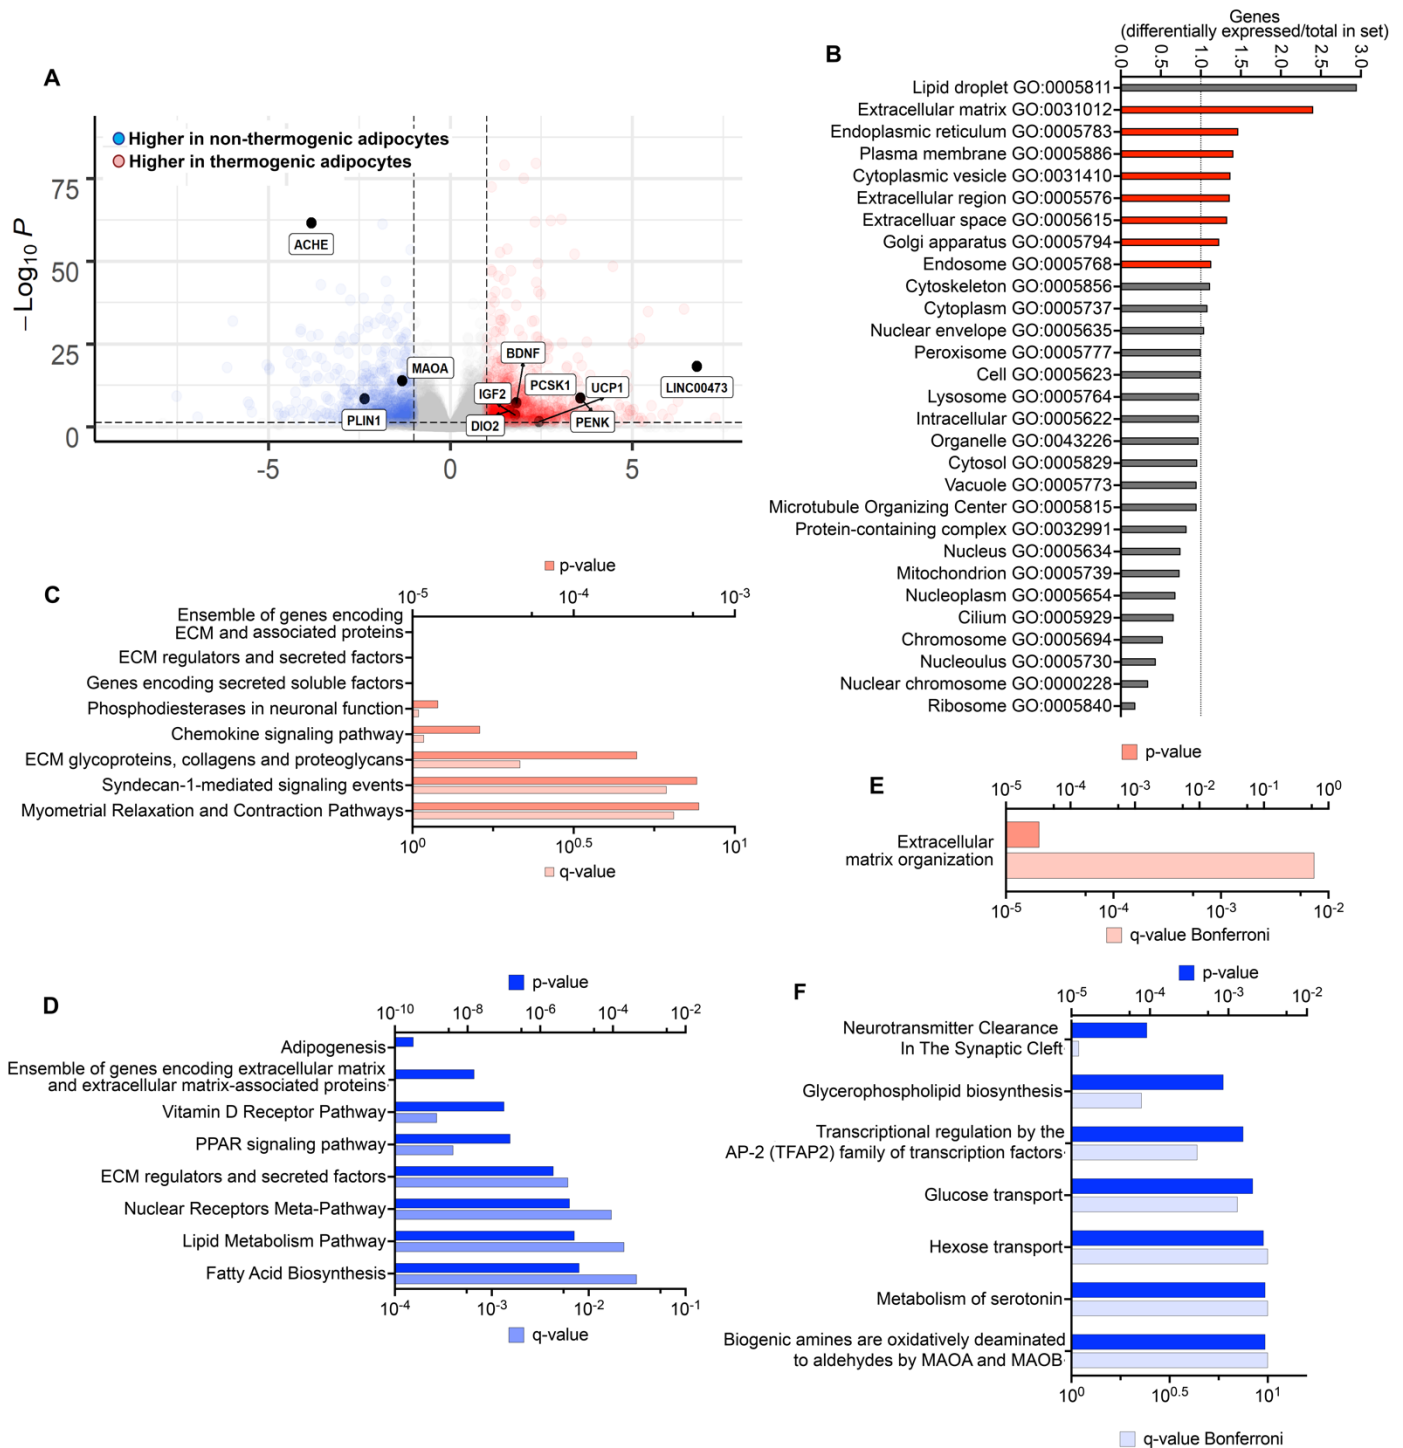 A
Higher in non-thermogenic adipocytes
Higher in thermogenic adipocytes
−Log10 P
75
50
25
0
-5
0
5
ACHE
MAOA
PLIN1
BDNF
IGF2
PCSK1
UCP1
DIO2
PENK
LINC00473
B
Genes
(differentially expressed/total in set)
0.0
0.5
1.0
1.5
2.0
2.5
3.0
Lipid droplet GO:0005811
Extracellular matrix GO:0031012
Endoplasmic reticulum GO:0005783
Plasma membrane GO:0005886
Cytoplasmic vesicle GO:0031410
Extracellular region GO:0005576
Extracelluar space GO:0005615
Golgi apparatus GO:0005794
Endosome GO:0005768
Cytoskeleton GO:0005856
Cytoplasm GO:0005737
Nuclear envelope GO:0005635
Peroxisome GO:0005777
Cell GO:0005623
Lysosome GO:0005764
Intracellular GO:0005622
Organelle GO:0043226
Cytosol GO:0005829
Vacuole GO:0005773
Microtubule Organizing Center GO:0005815
Protein-containing complex GO:0032991
Nucleus GO:0005634
Mitochondrion GO:0005739
Nucleoplasm GO:0005654
Cilium GO:0005929
Chromosome GO:0005694
Nucleoulus GO:0005730
Nuclear chromosome GO:0000228
Ribosome GO:0005840
C
p-value
10-5
10-4
10-3
Ensemble of genes encoding
ECM and associated proteins
ECM regulators and secreted factors
Genes encoding secreted soluble factors
Phosphodiesterases in neuronal function
Chemokine signaling pathway
ECM glycoproteins, collagens and proteoglycans
Syndecan-1-mediated signaling events
Myometrial Relaxation and Contraction Pathways
100
100.5
101
q-value
E
p-value
10-5
10-4
10-3
10-2
10-1
100
Extracellular
matrix organization
10-5
10-4
10-3
10-2
q-value Bonferroni
D
p-value
10-10
10-8
10-6
10-4
10-2
Adipogenesis
Ensemble of genes encoding extracellular matrix
and extracellular matrix-associated proteins
Vitamin D Receptor Pathway
PPAR signaling pathway
ECM regulators and secreted factors
Nuclear Receptors Meta-Pathway
Lipid Metabolism Pathway
Fatty Acid Biosynthesis
10-4
10-3
10-2
10-1
q-value
F
p-value
10-5
10-4
10-3
10-2
Neurotransmitter Clearance
In The Synaptic Cleft
Glycerophospholipid biosynthesis
Transcriptional regulation by the
AP-2 (TFAP2) family of transcription factors
Glucose transport
Hexose transport
Metabolism of serotonin
Biogenic amines are oxidatively deaminated
to aldehydes by MAOA and MAOB
100
100.5
101
q-value Bonferroni